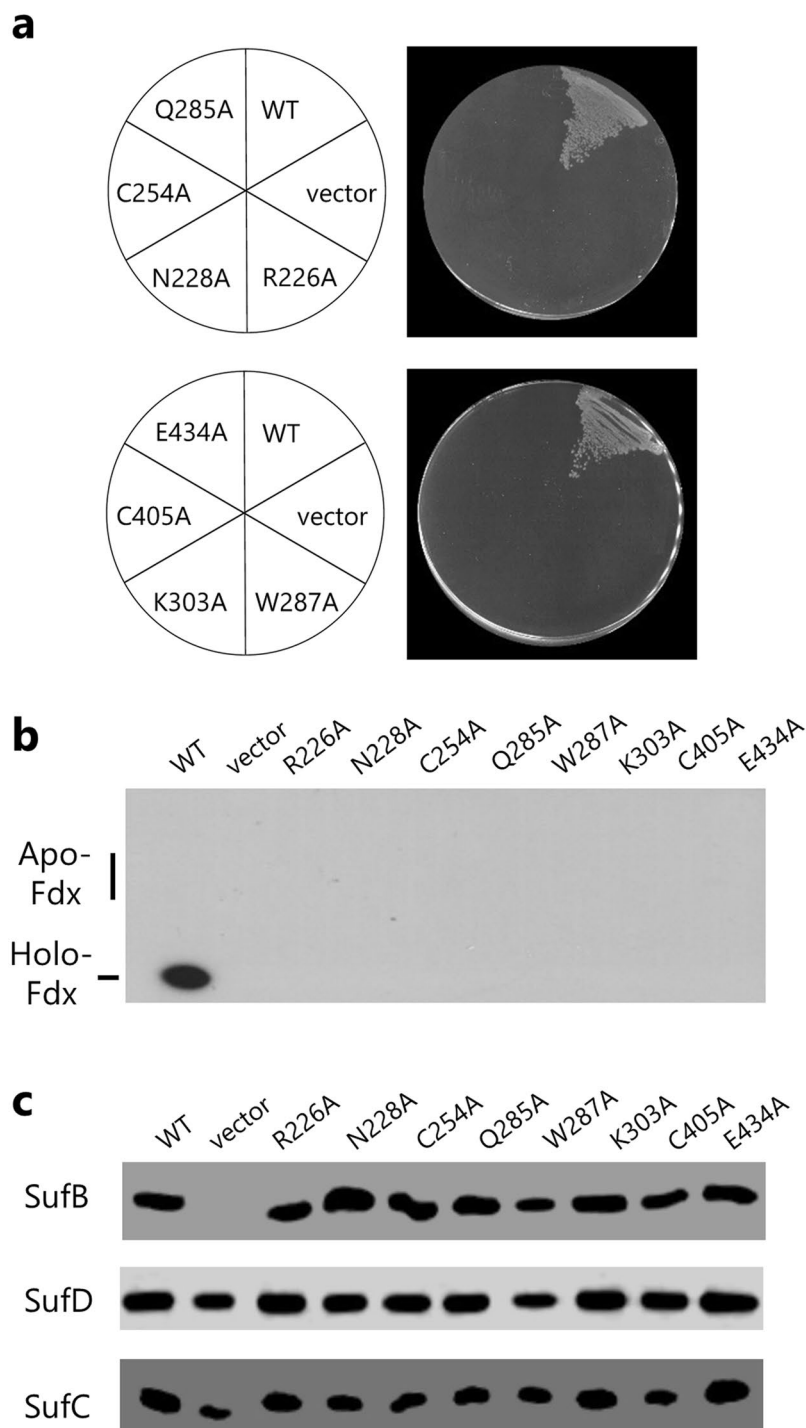 a
Q285A WT
C254A vector
N228A R226A
E434A WT
C405A vector
K303A W287A
b
WT vector R226A N228A C254A Q285A W287A K303A C405A E434A
Apo-
Fdx
Holo-
Fdx
c
WT vector R226A N228A C254A Q285A W287A K303A C405A E434A
SufB
SufD
SufC